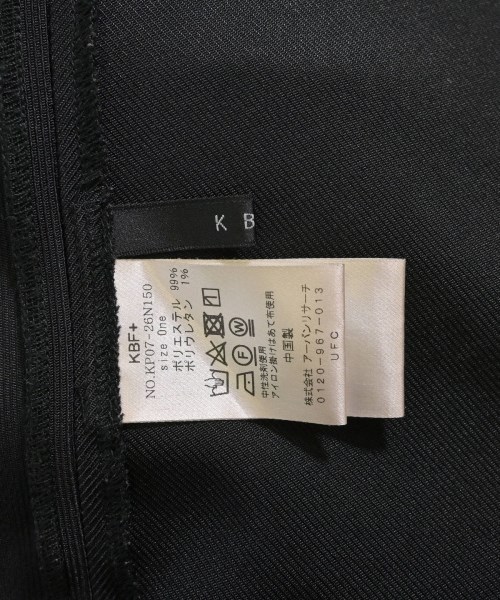 K B
KBF+
NO.KP07-26N150
size One
ポリエステル 99%
ポリウレタン 1%
F W
中性洗剤使用
アイロン掛けはあて布使用
中国製
株式会社 アーバンリサーチ
0120-967-013
UFC